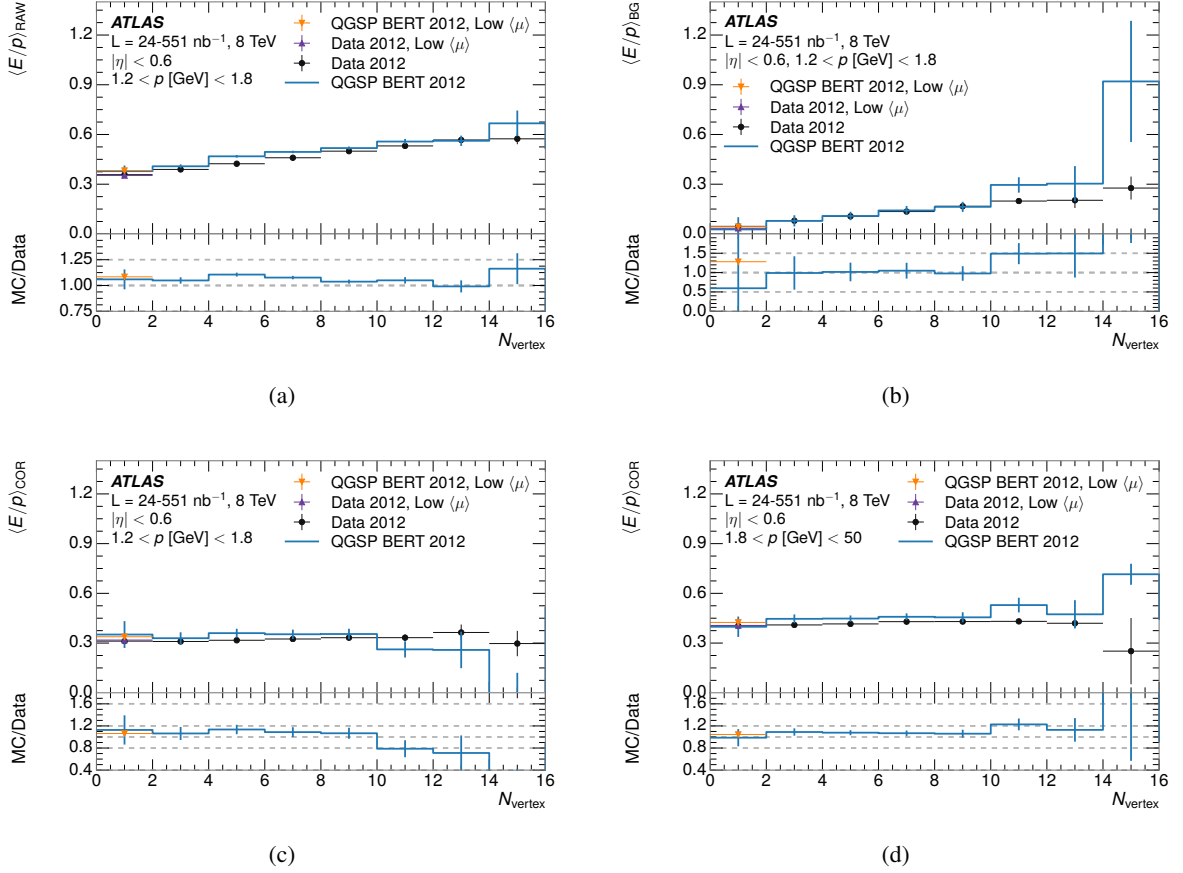 ⟨E/p⟩RAW
ATLAS
L = 24-551 nb⁻¹, 8 TeV
|η| < 0.6
1.2 < p [GeV] < 1.8
QGSP BERT 2012, Low ⟨μ⟩
Data 2012, Low ⟨μ⟩
Data 2012
QGSP BERT 2012
1.2
0.9
0.6
0.3
0.0
MC/Data
1.25
1.00
0.75
0 2 4 6 8 10 12 14 16
Nvertex
(a)
⟨E/p⟩BG
ATLAS
L = 24-551 nb⁻¹, 8 TeV
|η| < 0.6, 1.2 < p [GeV] < 1.8
QGSP BERT 2012, Low ⟨μ⟩
Data 2012, Low ⟨μ⟩
Data 2012
QGSP BERT 2012
1.2
0.9
0.6
0.3
0.0
MC/Data
1.5
1.0
0.5
0.0
0 2 4 6 8 10 12 14 16
Nvertex
(b)
⟨E/p⟩COR
ATLAS
L = 24-551 nb⁻¹, 8 TeV
|η| < 0.6
1.2 < p [GeV] < 1.8
QGSP BERT 2012, Low ⟨μ⟩
Data 2012, Low ⟨μ⟩
Data 2012
QGSP BERT 2012
1.2
0.9
0.6
0.3
0.0
MC/Data
1.6
1.2
0.8
0.4
0 2 4 6 8 10 12 14 16
Nvertex
(c)
⟨E/p⟩COR
ATLAS
L = 24-551 nb⁻¹, 8 TeV
|η| < 0.6
1.8 < p [GeV] < 50
QGSP BERT 2012, Low ⟨μ⟩
Data 2012, Low ⟨μ⟩
Data 2012
QGSP BERT 2012
1.2
0.9
0.6
0.3
0.0
MC/Data
1.6
1.2
0.8
0.4
0 2 4 6 8 10 12 14 16
Nvertex
(d)